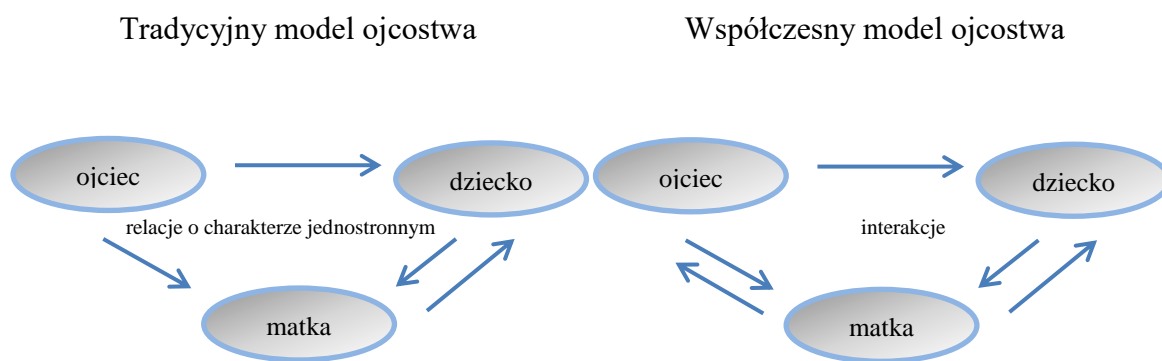 Tradycyjny model ojcostwa
Współczesny model ojcostwa
ojciec
dziecko
ojciec
dziecko
relacje o charakterze jednostronnym
interakcje
matka
matka